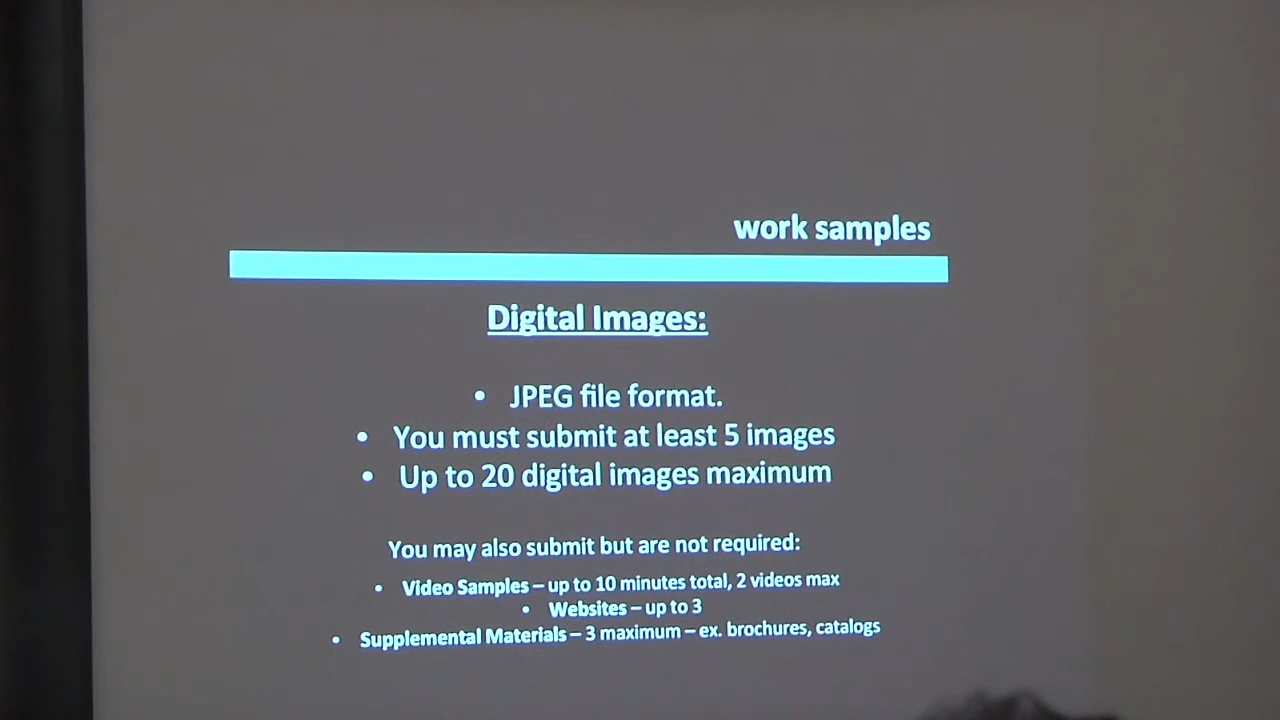 work samples
Digital Images:
• JPEG file format.
• You must submit at least 5 images
• Up to 20 digital images maximum
You may also submit but are not required:
• Video Samples – up to 10 minutes total, 2 videos max
• Websites – up to 3
• Supplemental Materials – 3 maximum – ex. brochures, catalogs